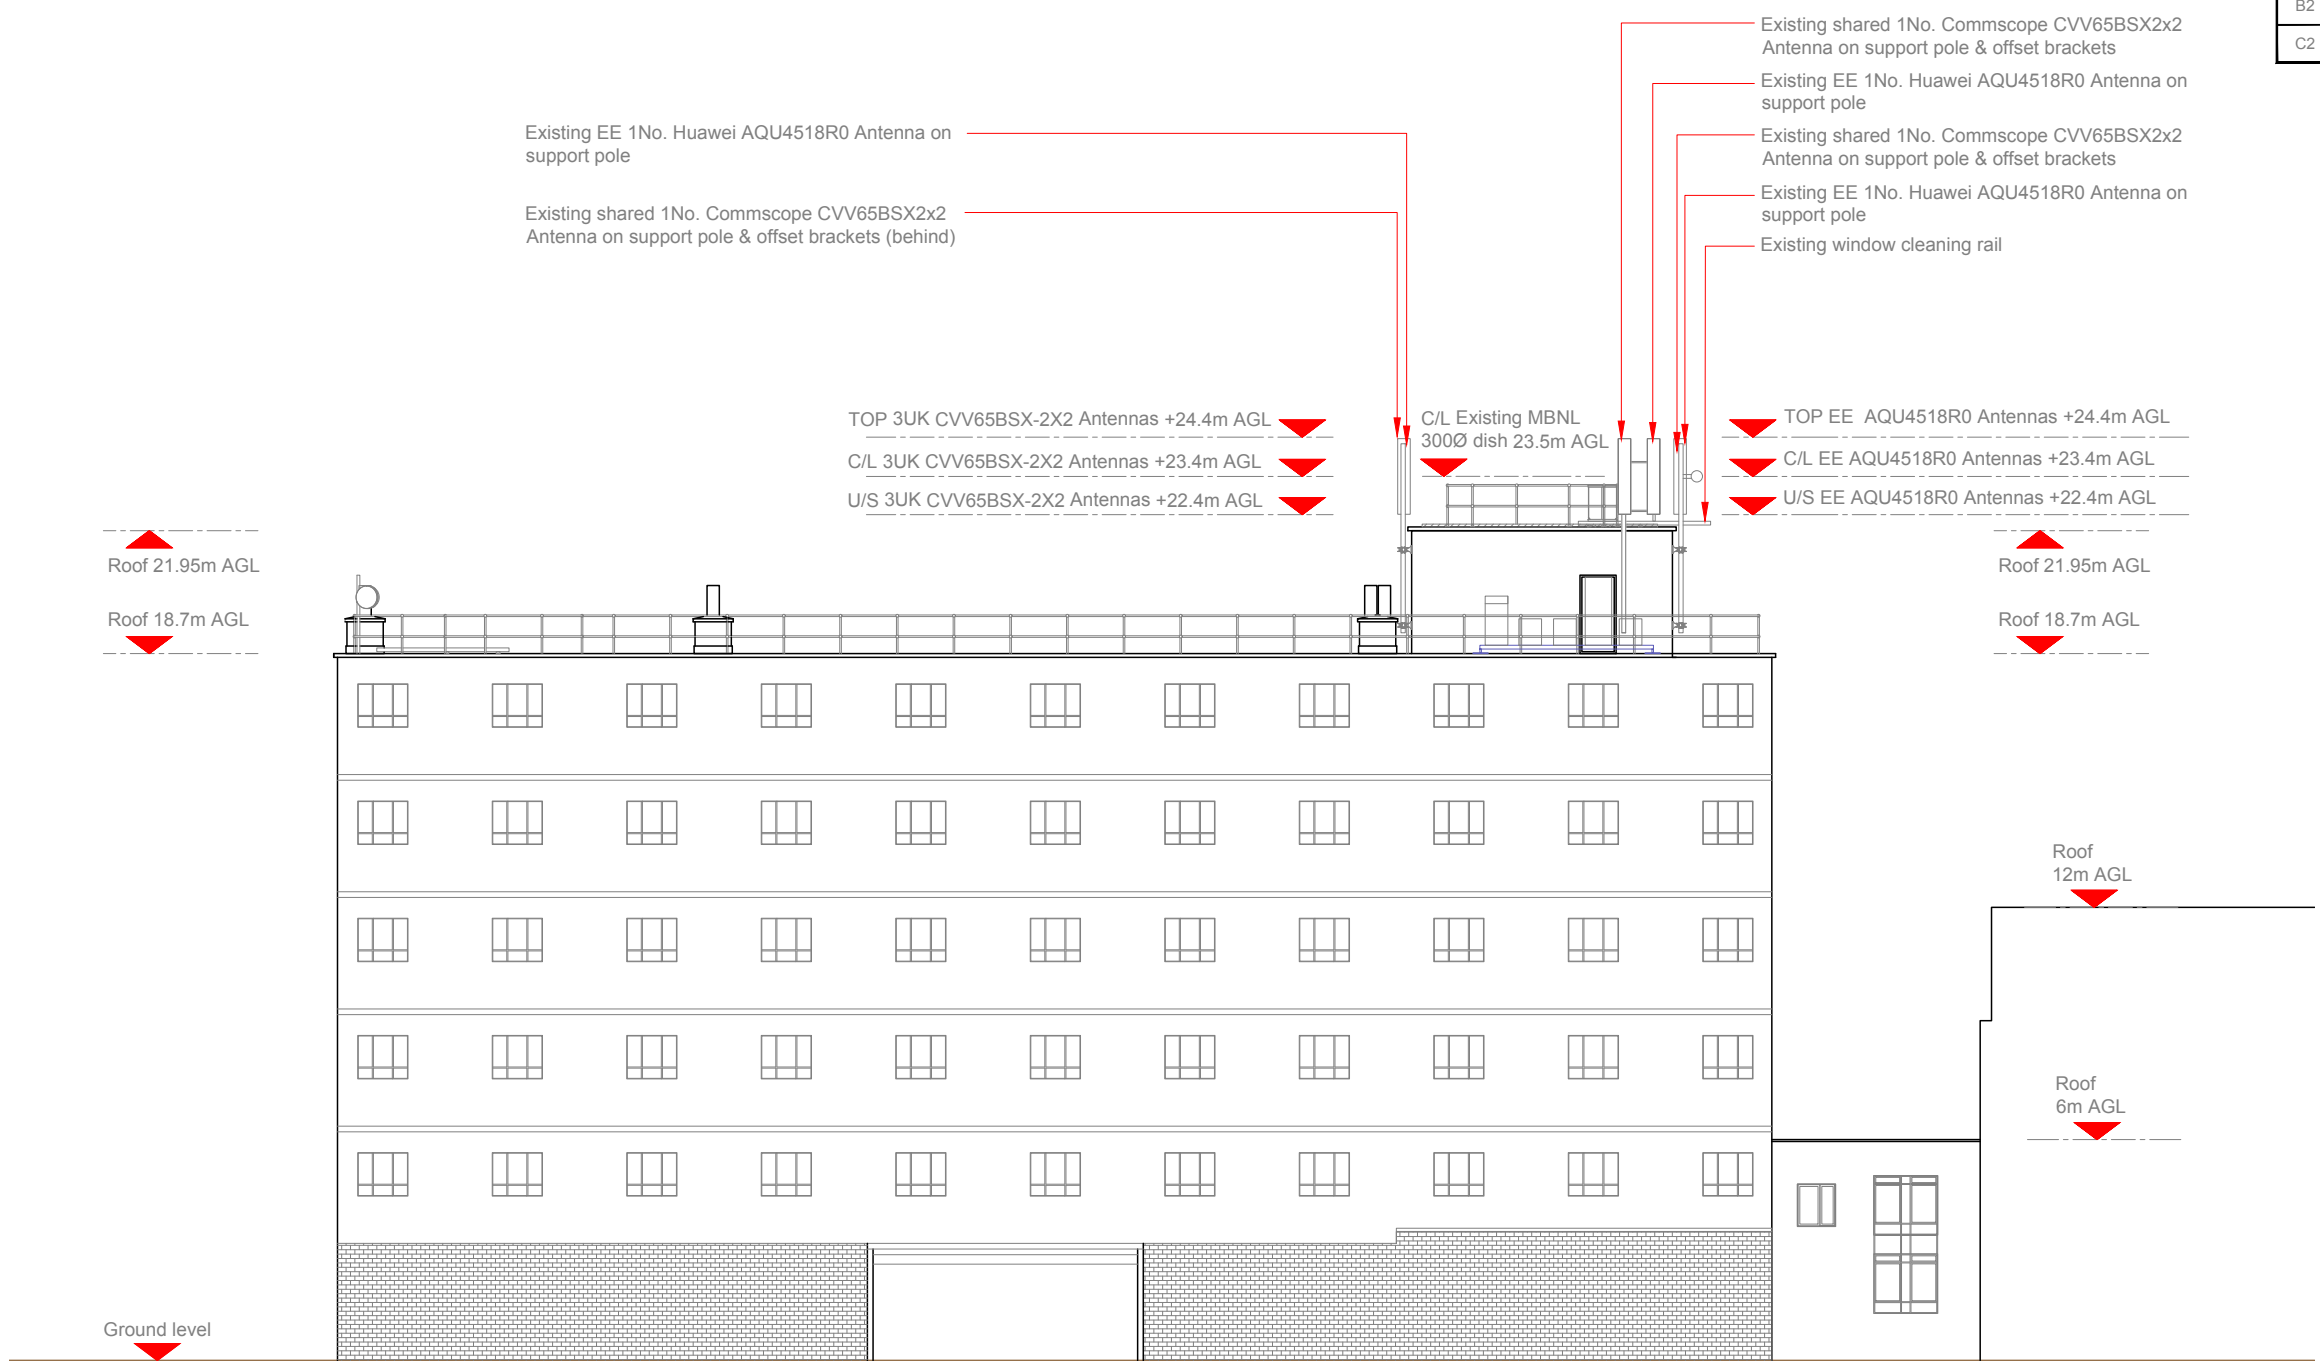 B2
C2
Existing shared 1No. Commscope CVV65BSX2x2
Antenna on support pole & offset brackets
Existing EE 1No. Huawei AQU4518R0 Antenna on
support pole
Existing shared 1No. Commscope CVV65BSX2x2
Antenna on support pole & offset brackets
Existing EE 1No. Huawei AQU4518R0 Antenna on
support pole
Existing window cleaning rail
Existing EE 1No. Huawei AQU4518R0 Antenna on
support pole
Existing shared 1No. Commscope CVV65BSX2x2
Antenna on support pole & offset brackets (behind)
TOP 3UK CVV65BSX-2X2 Antennas +24.4m AGL
C/L 3UK CVV65BSX-2X2 Antennas +23.4m AGL
U/S 3UK CVV65BSX-2X2 Antennas +22.4m AGL
C/L Existing MBNL
300Ø dish 23.5m AGL
TOP EE AQU4518R0 Antennas +24.4m AGL
C/L EE AQU4518R0 Antennas +23.4m AGL
U/S EE AQU4518R0 Antennas +22.4m AGL
Roof 21.95m AGL
Roof 18.7m AGL
Roof 21.95m AGL
Roof 18.7m AGL
Roof
12m AGL
Roof
6m AGL
Ground level